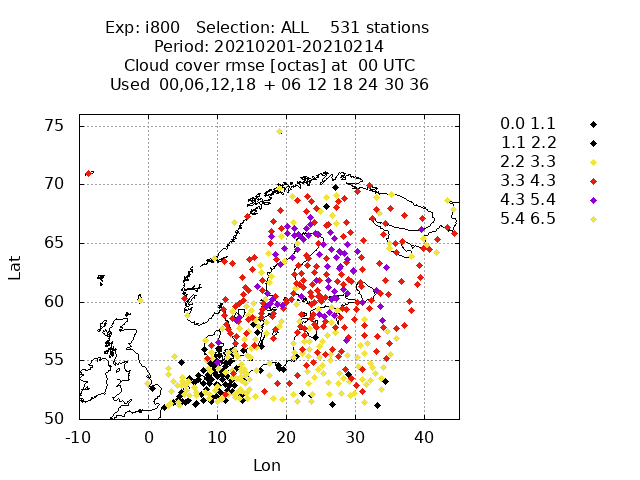 Exp: i800   Selection: ALL    531 stations
Period: 20210201-20210214
Cloud cover rmse [octas] at  00 UTC
Used  00,06,12,18  + 06 12 18 24 30 36
0.0 1.1
1.1 2.2
2.2 3.3
3.3 4.3
4.3 5.4
5.4 6.5
75
70
65
60
55
50
Lat
-10 0 10 20 30 40
Lon